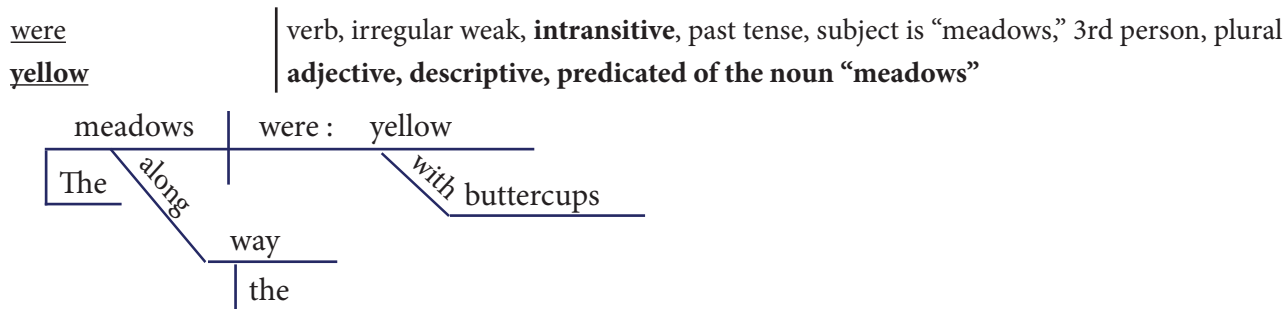 were verb, irregular weak, intransitive, past tense, subject is “meadows,” 3rd person, plural
yellow adjective, descriptive, predicated of the noun “meadows”
meadows were : yellow
The along with buttercups
way
the